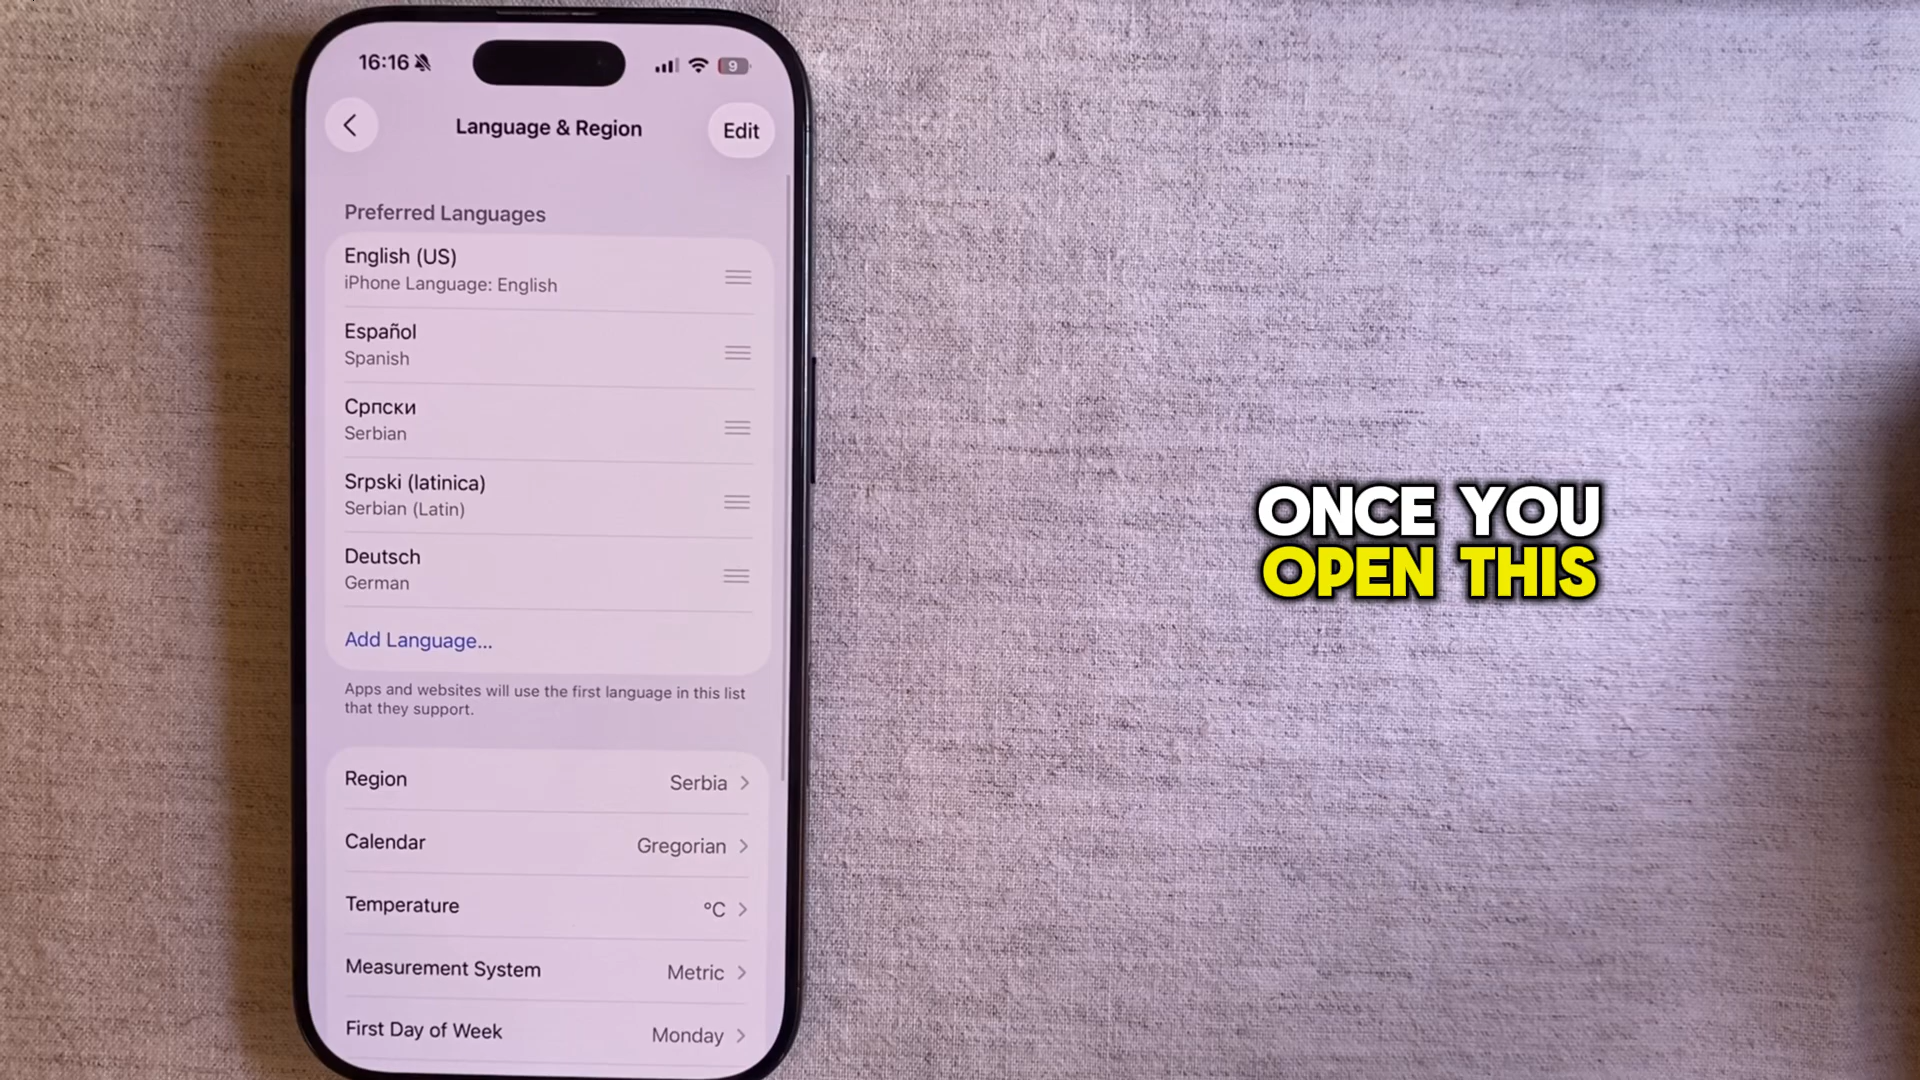 16:16
9
Language & Region
Edit
Preferred Languages
English (US)
iPhone Language: English
Español
Spanish
Српски
Serbian
Srpski (latinica)
Serbian (Latin)
Deutsch
German
Add Language...
Apps and websites will use the first language in this list
that they support.
Region
Serbia
Calendar
Gregorian
Temperature
°C
Measurement System
Metric
First Day of Week
Monday
ONCE YOU
OPEN THIS